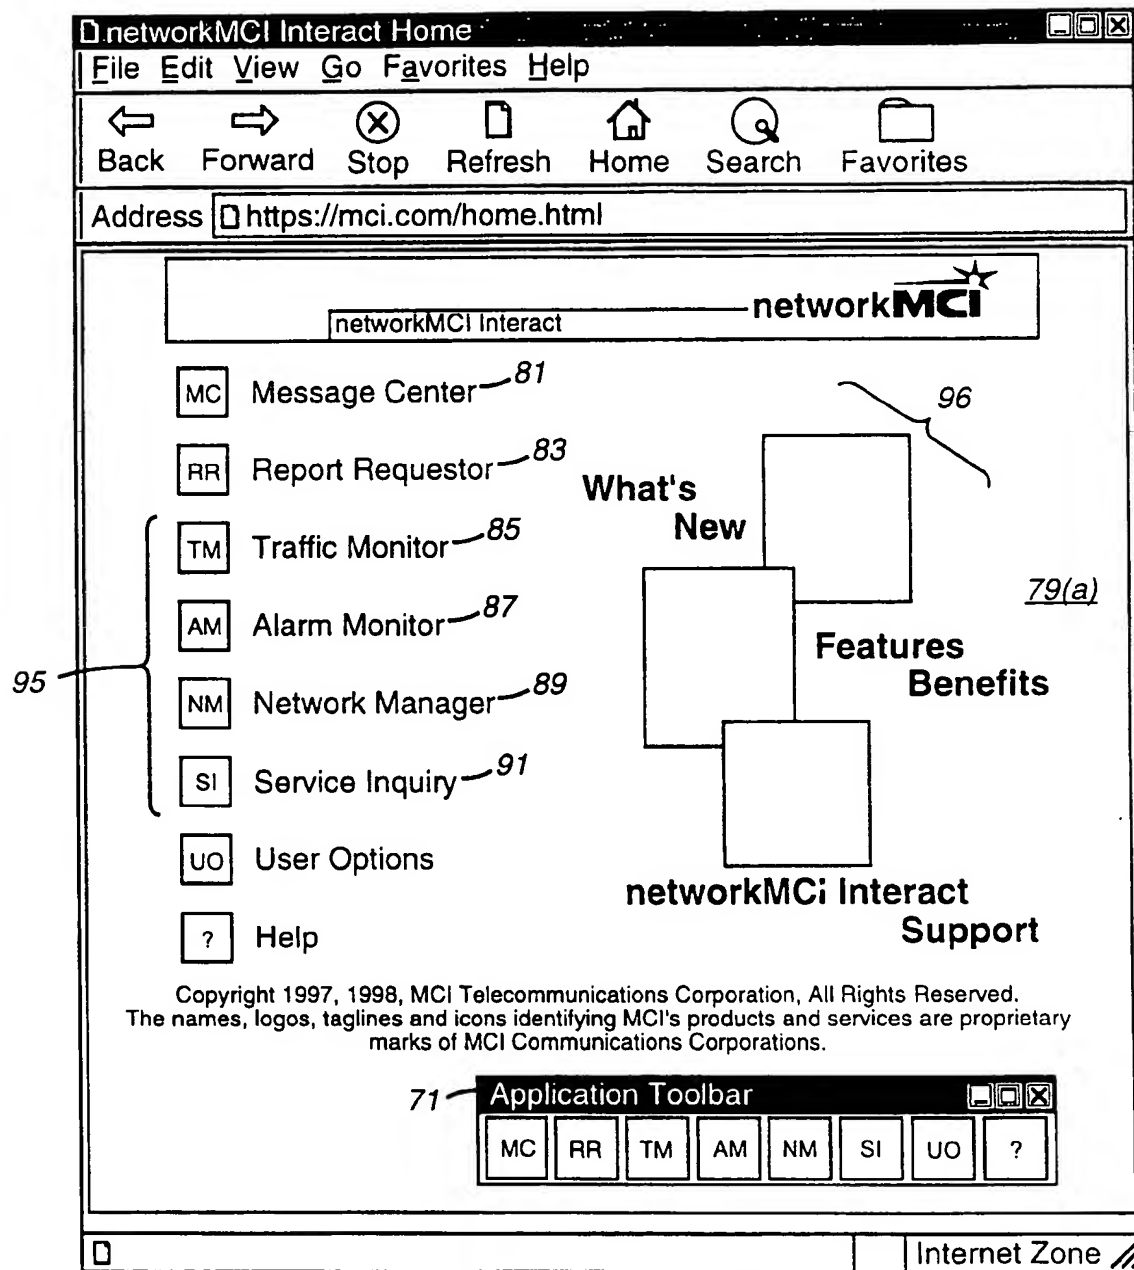 networkMCI Interact Home
File Edit View Go Favorites Help
Back Forward Stop Refresh Home Search Favorites
Address https://mci.com/home.html
networkMCI Interact
networkMCI
MC Message Center 81
RR Report Requestor 83
TM Traffic Monitor 85
AM Alarm Monitor 87
NM Network Manager 89
SI Service Inquiry 91
UO User Options
? Help
95
96
What's
New
79(a)
Features
Benefits
networkMCi Interact
Support
Copyright 1997, 1998, MCI Telecommunications Corporation, All Rights Reserved.
The names, logos, taglines and icons identifying MCI's products and services are proprietary
marks of MCI Communications Corporations.
71
Application Toolbar
MC RR TM AM NM SI UO ?
Internet Zone